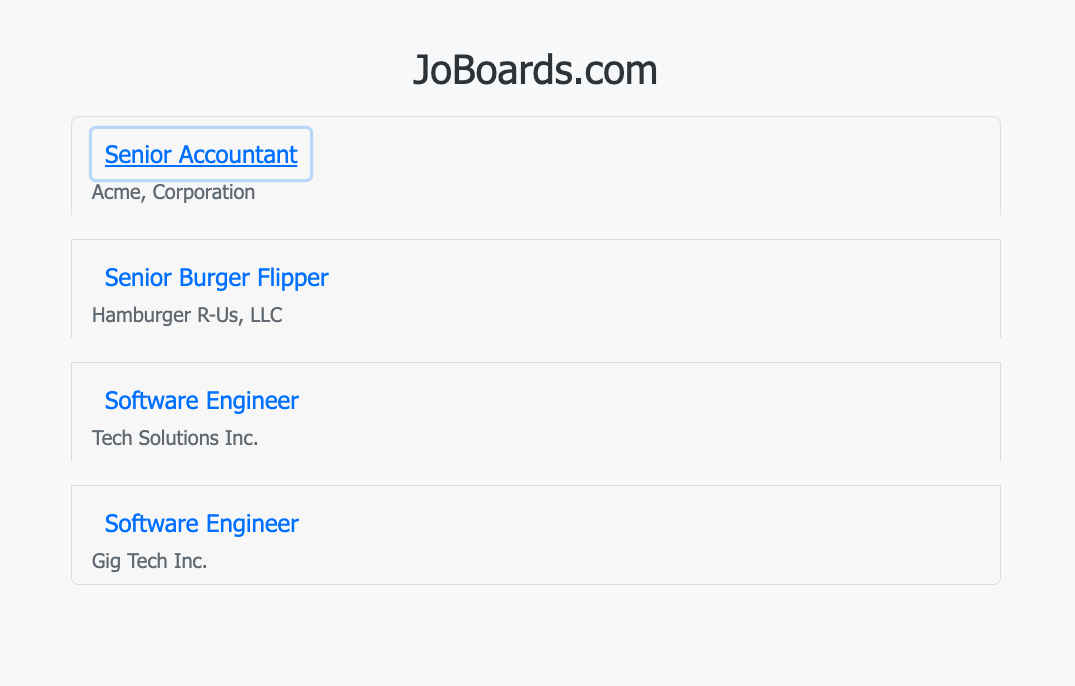 JoBoards.com
Senior Accountant
Acme, Corporation
Senior Burger Flipper
Hamburger R-Us, LLC
Software Engineer
Tech Solutions Inc.
Software Engineer
Gig Tech Inc.